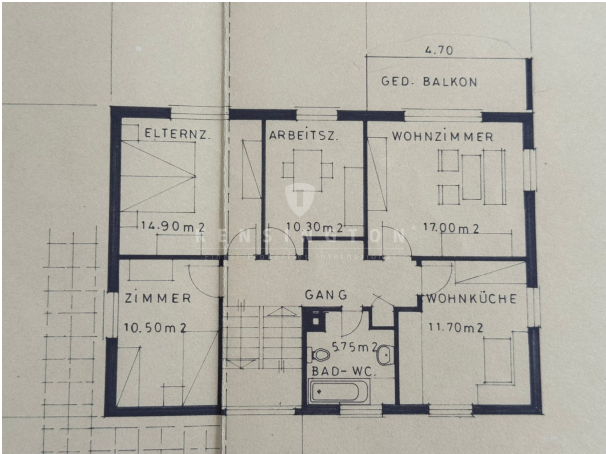 4.70
GED- BALKON
ELTERNZ.
ARBEITSZ.
WOHNZIMMER
14.90 m2
10.30 m2
17.00 m2
KENSINGTON
ZIMMER
GANG
WOHNKÜCHE
10.50 m2
11.70 m2
5.75 m2
BAD-WC.